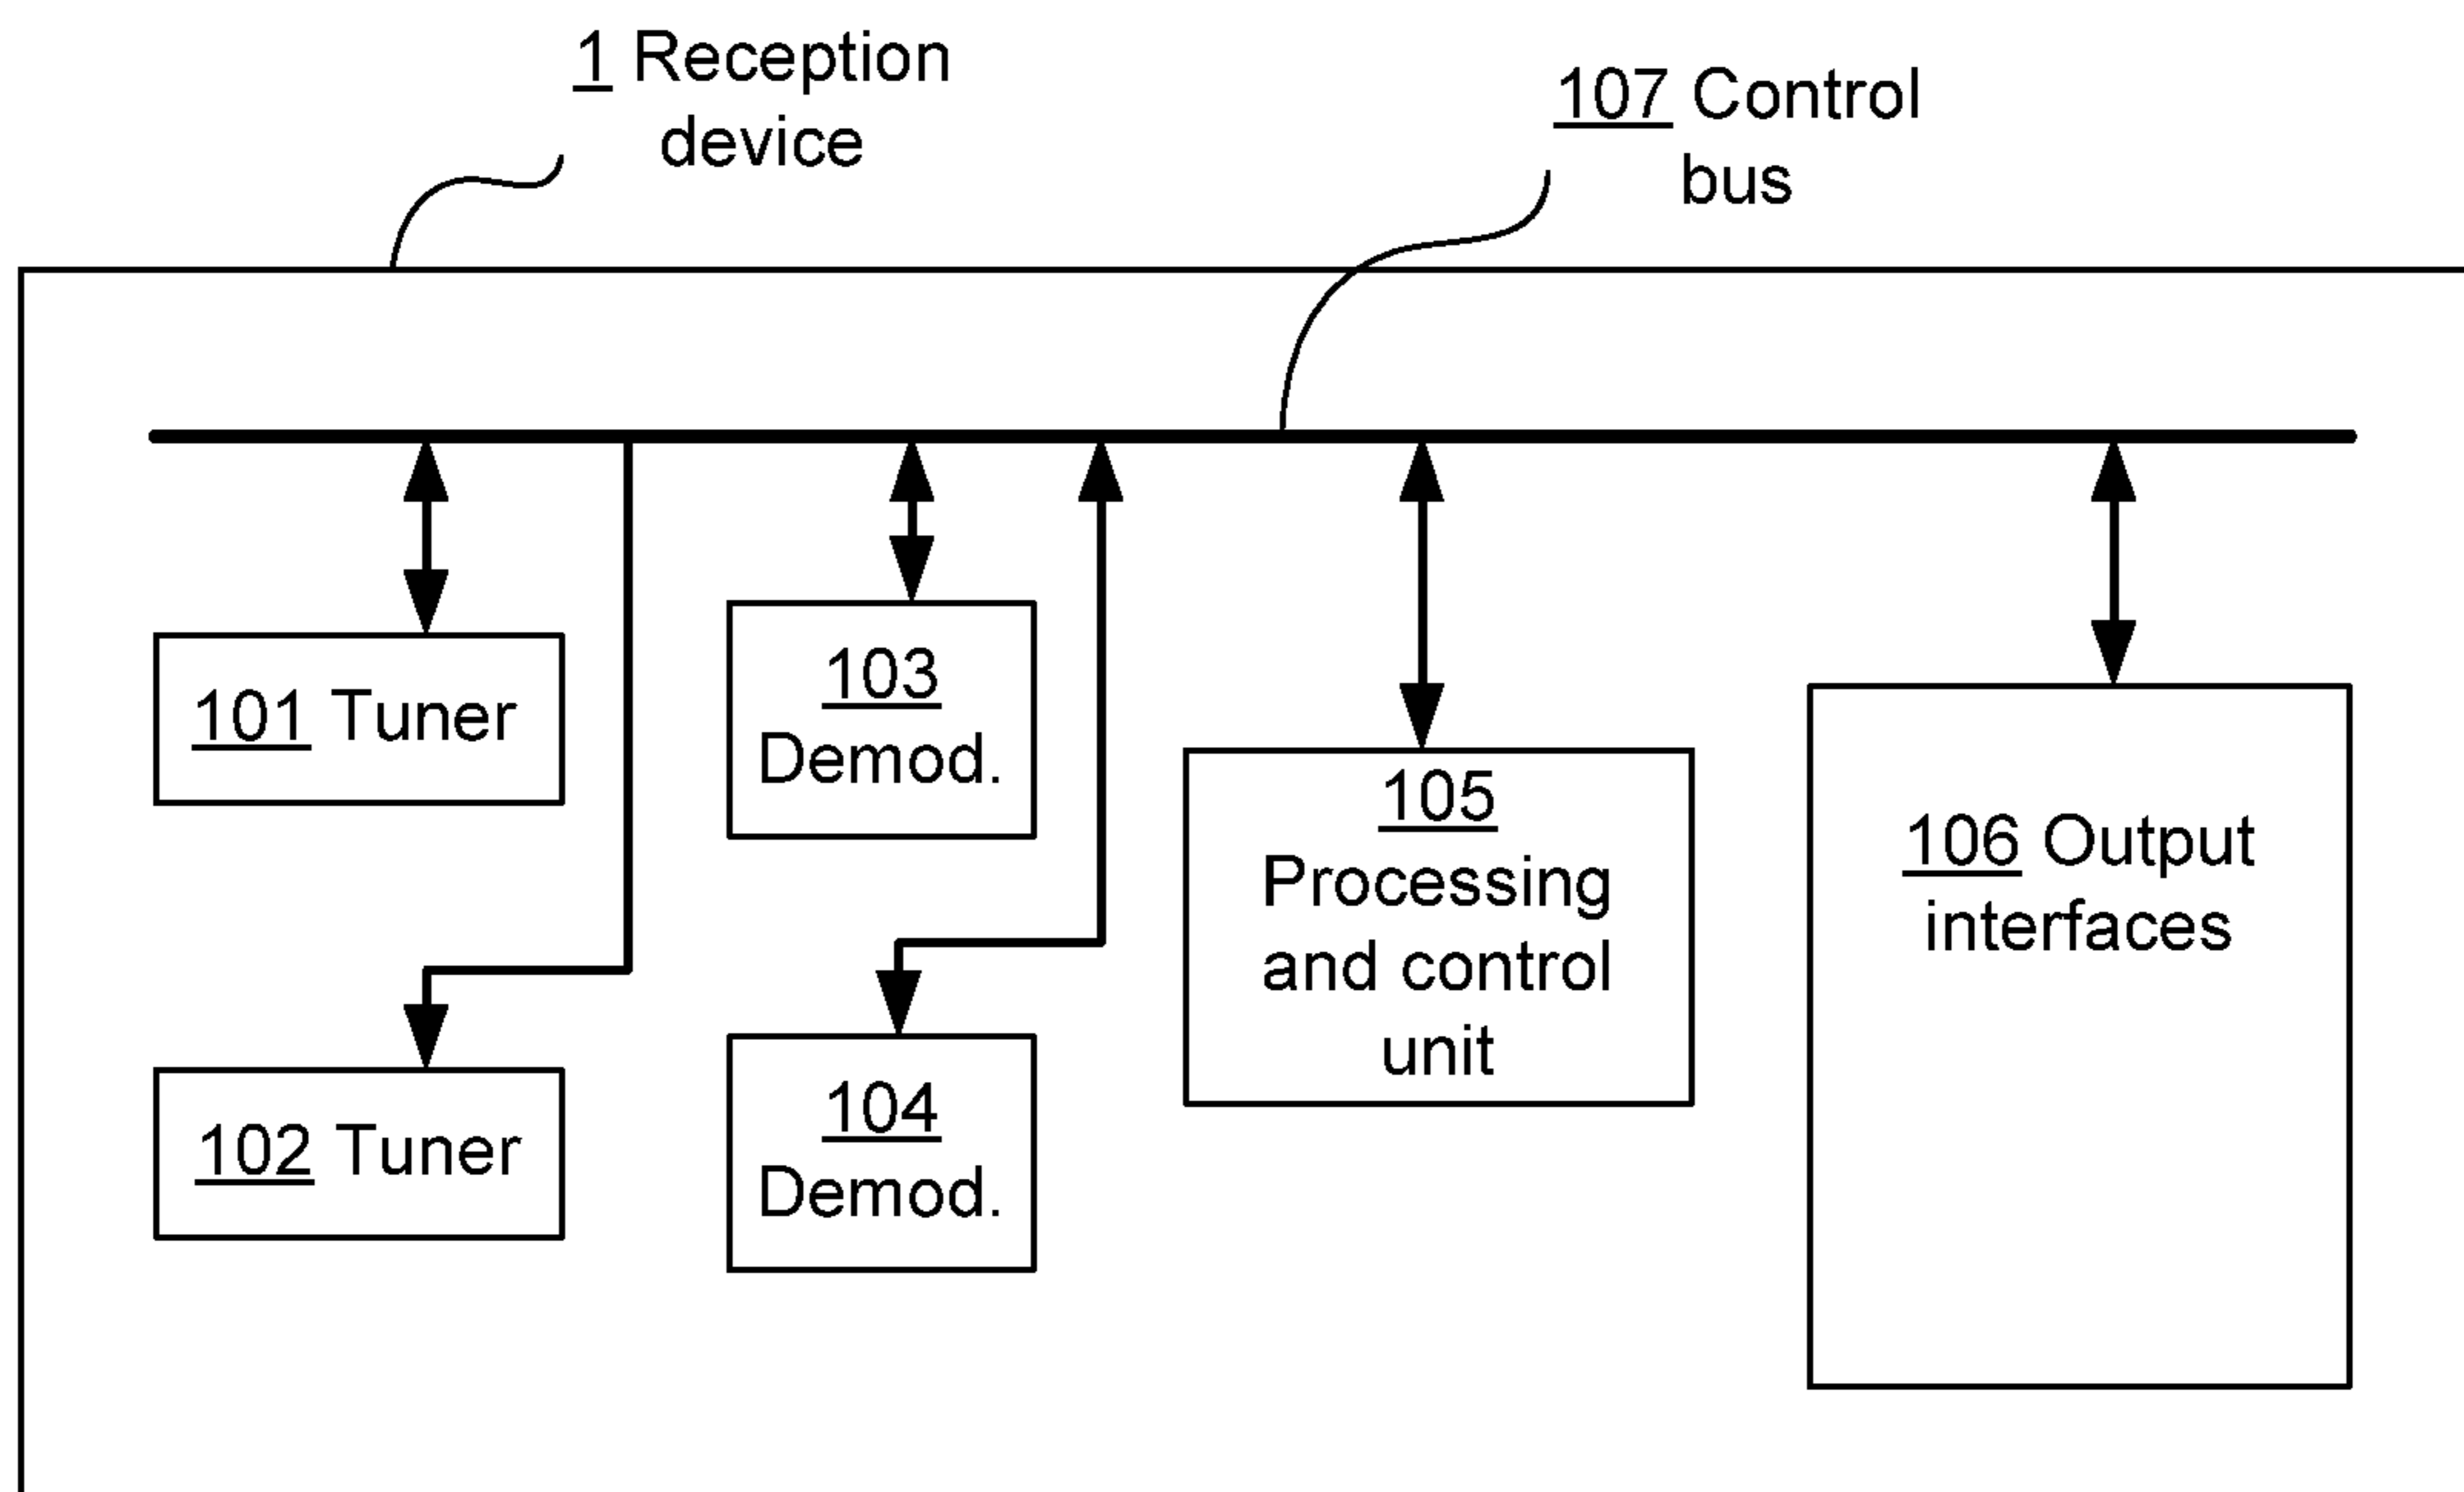 1 Reception
device
107 Control
bus
101 Tuner
103
Demod.
105
Processing
and control
unit
106 Output
interfaces
102 Tuner
104
Demod.